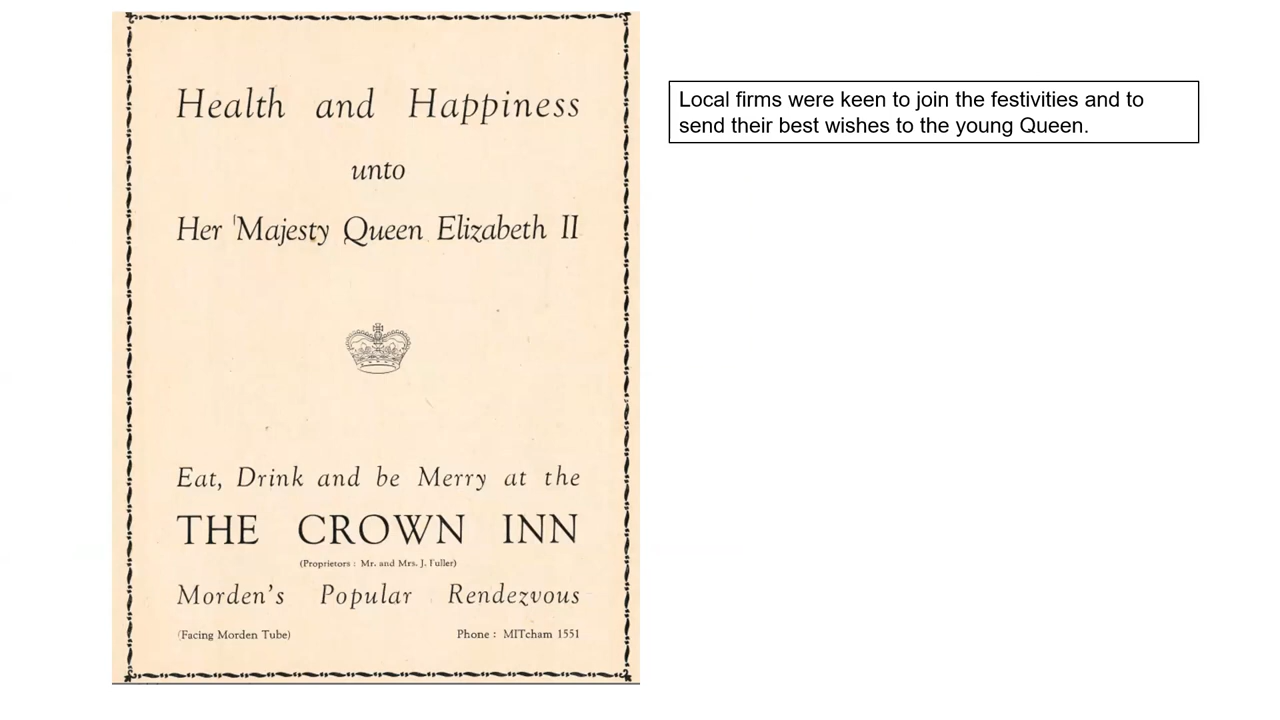 Health and Happiness
unto
Her Majesty Queen Elizabeth II
Eat, Drink and be Merry at the
THE CROWN INN
(Proprietors : Mr. and Mrs. J. Fuller)
Morden's Popular Rendezvous
(Facing Morden Tube)
Phone : MITcham 1551
Local firms were keen to join the festivities and to
send their best wishes to the young Queen.